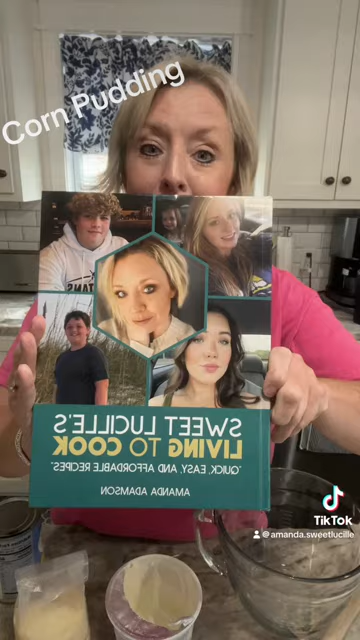 Corn Pudding
SWEET LUCILLE'S
LIVING TO COOK
"QUICK, EASY, AND AFFORDABLE RECIPES"
AMANDA ADAMSON
TikTok
@amanda.sweetlucille